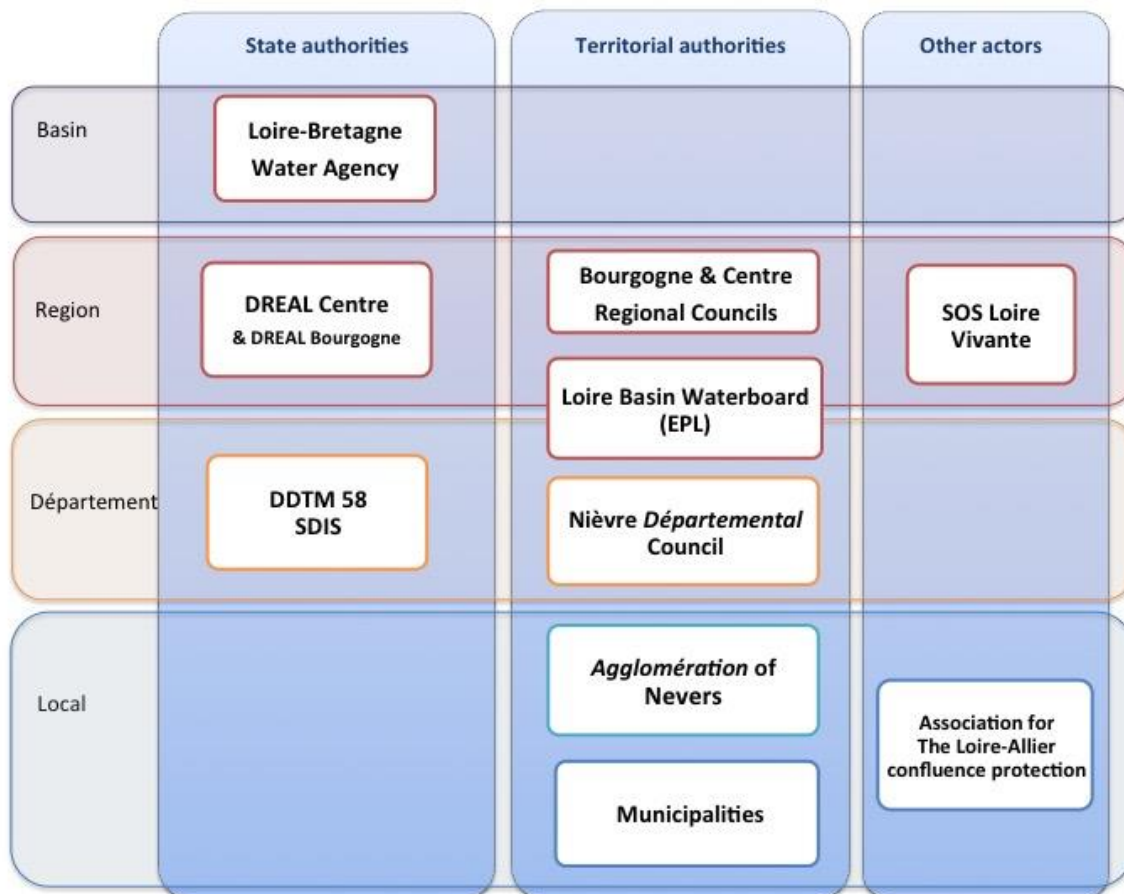 State authorities
Territorial authorities
Other actors
Basin
Loire-Bretagne
Water Agency
Region
DREAL Centre
& DREAL Bourgogne
Bourgogne & Centre
Regional Councils
SOS Loire
Vivante
Loire Basin Waterboard
(EPL)
Département
DDTM 58
SDIS
Nièvre Départemental
Council
Local
Agglomération of
Nevers
Municipalities
Association for
The Loire-Allier
confluence protection